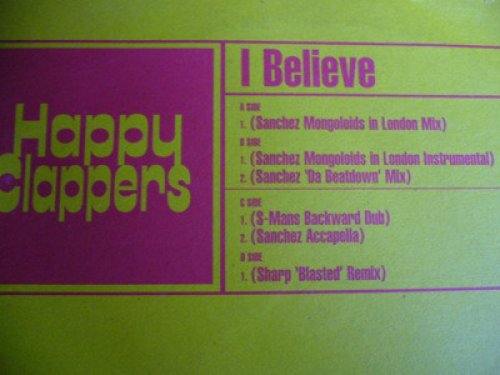 Happy
Clappers
I Believe
A SIDE
1. (Sanchez Mongoloids in London Mix)
B SIDE
1. (Sanchez Mongoloids in London Instrumental)
2. (Sanchez 'Da Beatdown' Mix)
C SIDE
1. (S-Mans Backward Dub)
2. (Sanchez Accapella)
D SIDE
1. (Sharp 'Blasted' Remix)